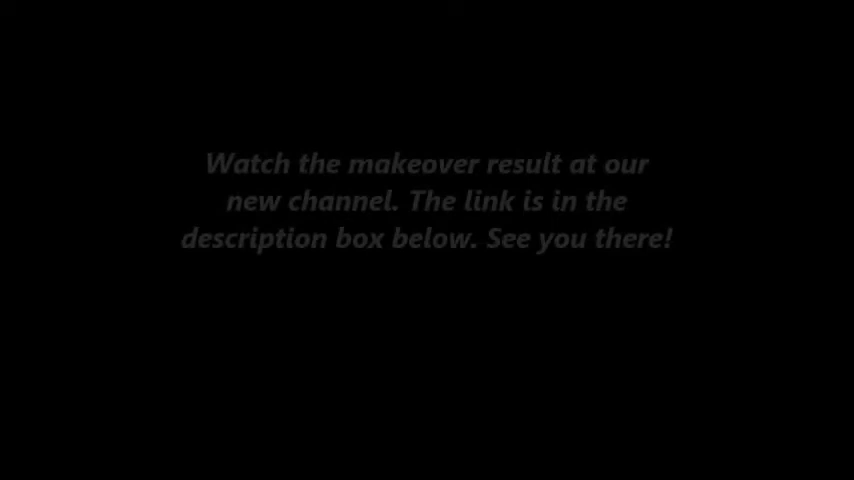 Watch the makeover result at our
new channel. The link is in the
description box below. See you there!